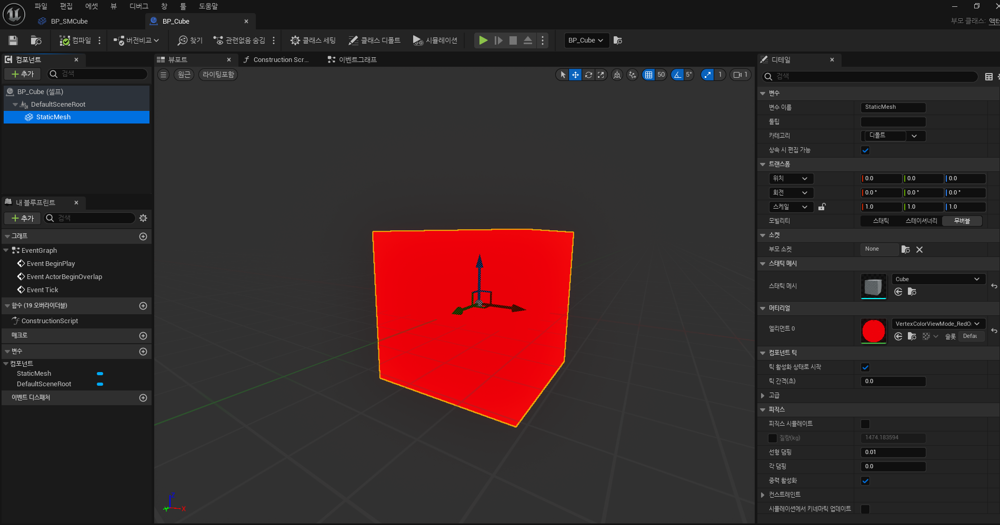 파일 편집 에셋 뷰 디버그 창 툴 도움말
BP_SMCube
BP_Cube
부모 클래스: 액터
컴파일
버전비교
찾기
관련없음 숨김
클래스 세팅
클래스 디폴트
시뮬레이션
BP_Cube
컴포넌트
추가
검색
BP_Cube (셀프)
DefaultSceneRoot
StaticMesh
내 블루프린트
추가
검색
그래프
EventGraph
Event BeginPlay
Event ActorBeginOverlap
Event Tick
함수 (19 오버라이더블)
ConstructionScript
매크로
변수
컴포넌트
StaticMesh
DefaultSceneRoot
이벤트 디스패처
뷰포트
Construction Scr...
이벤트그래프
원근
라이팅포함
50
5°
1
1
Z
Y
X
디테일
검색
변수
변수 이름 StaticMesh
툴팁
카테고리 디폴트
상속 시 편집 가능
트랜스폼
위치 0.0 0.0 0.0
회전 0.0 ° 0.0 ° 0.0 °
스케일 1.0 1.0 1.0
모빌리티 스태틱 스테이셔너리 무버블
소켓
부모 소켓 None
스태틱 메시
스태틱 메시 Cube
머티리얼
엘리먼트 0 VertexColorViewMode_RedO
슬롯 Defau
컴포넌트 틱
틱 활성화 상태로 시작
틱 간격(초) 0.0
고급
피직스
피직스 시뮬레이트
질량(kg) 1474.183594
선형 댐핑 0.01
각 댐핑 0.0
중력 활성화
컨스트레인트
시뮬레이션에서 키네마틱 업데이트